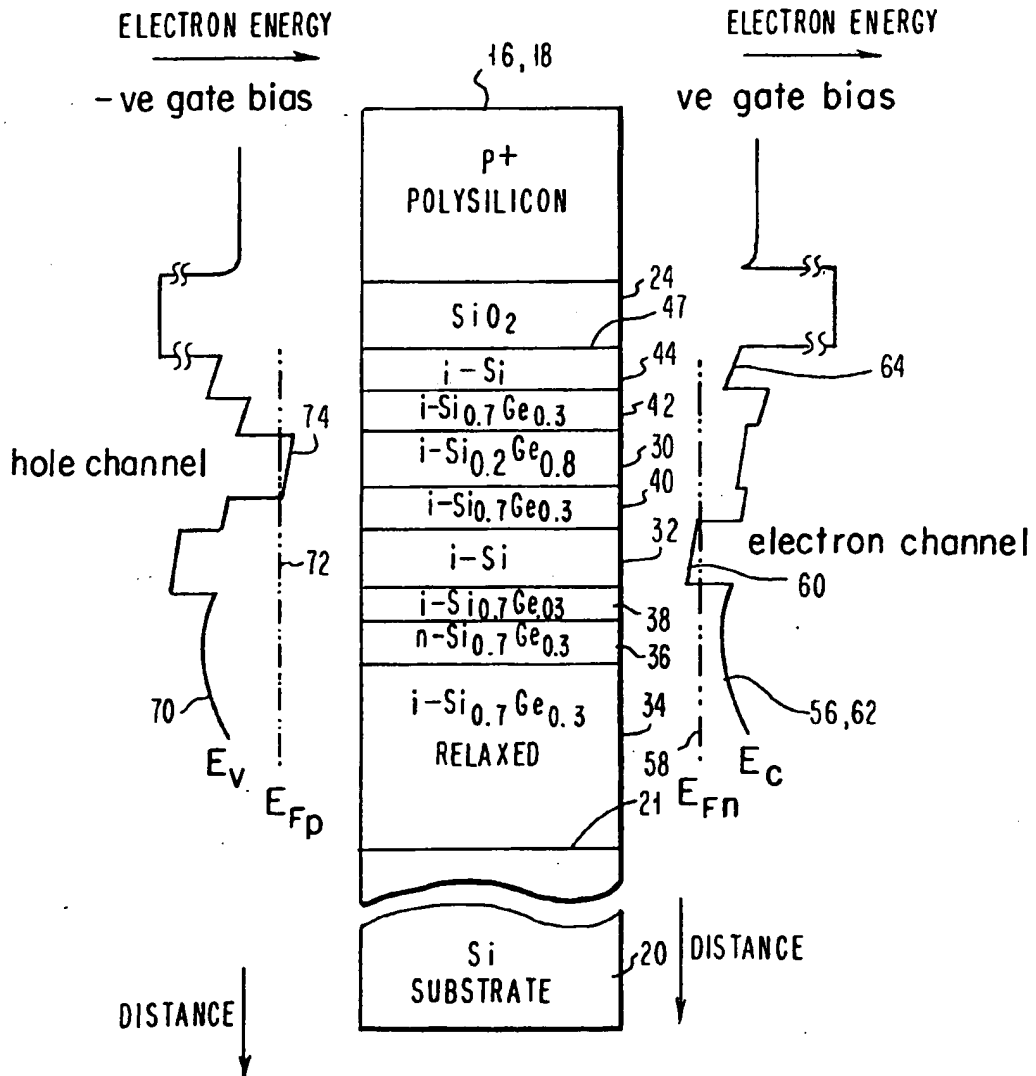 ELECTRON ENERGY
-ve gate bias
ELECTRON ENERGY
ve gate bias
16,18
p+
POLYSILICON
24
SiO2
47
i-Si
44
64
i-Si0.7Ge0.3
42
74
hole channel
i-Si0.2Ge0.8
30
i-Si0.7Ge0.3
40
32
i-Si
electron channel
72
60
i-Si0.7Ge.03
38
n-Si0.7Ge0.3
36
i-Si0.7Ge0.3
RELAXED
34
70
56,62
Ev
58
Ec
EFp
EFn
21
Si
SUBSTRATE
20
DISTANCE
DISTANCE